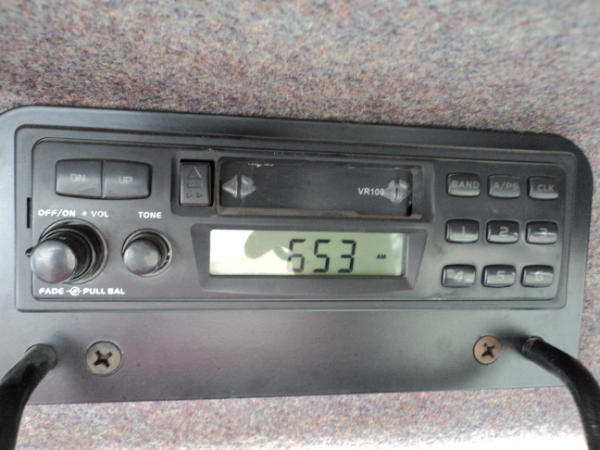 DN UP
VR100
BAND A/PS CLK
OFF/ON • VOL TONE
1 2 3
653 AM
4 5 6
FADE PULL BAL